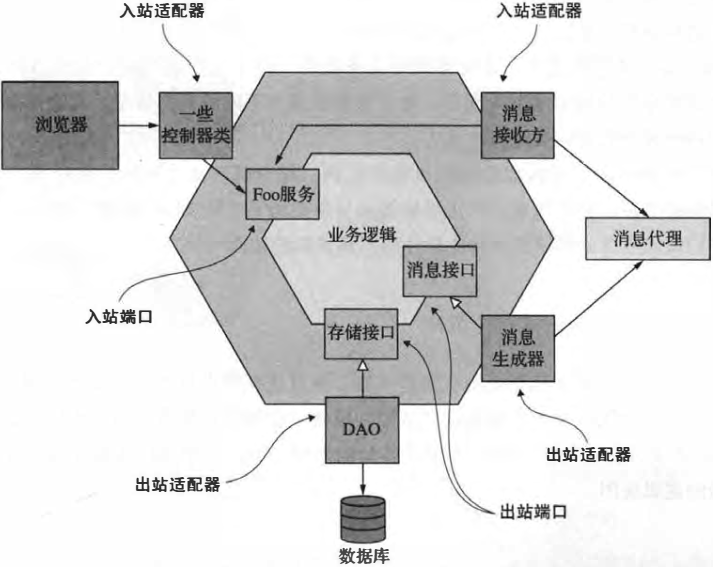 入站适配器
入站适配器
浏览器
一些
控制器类
消息
接收方
Foo服务
业务逻辑
消息代理
消息接口
入站端口
存储接口
消息
生成器
DAO
出站适配器
出站适配器
出站端口
数据库